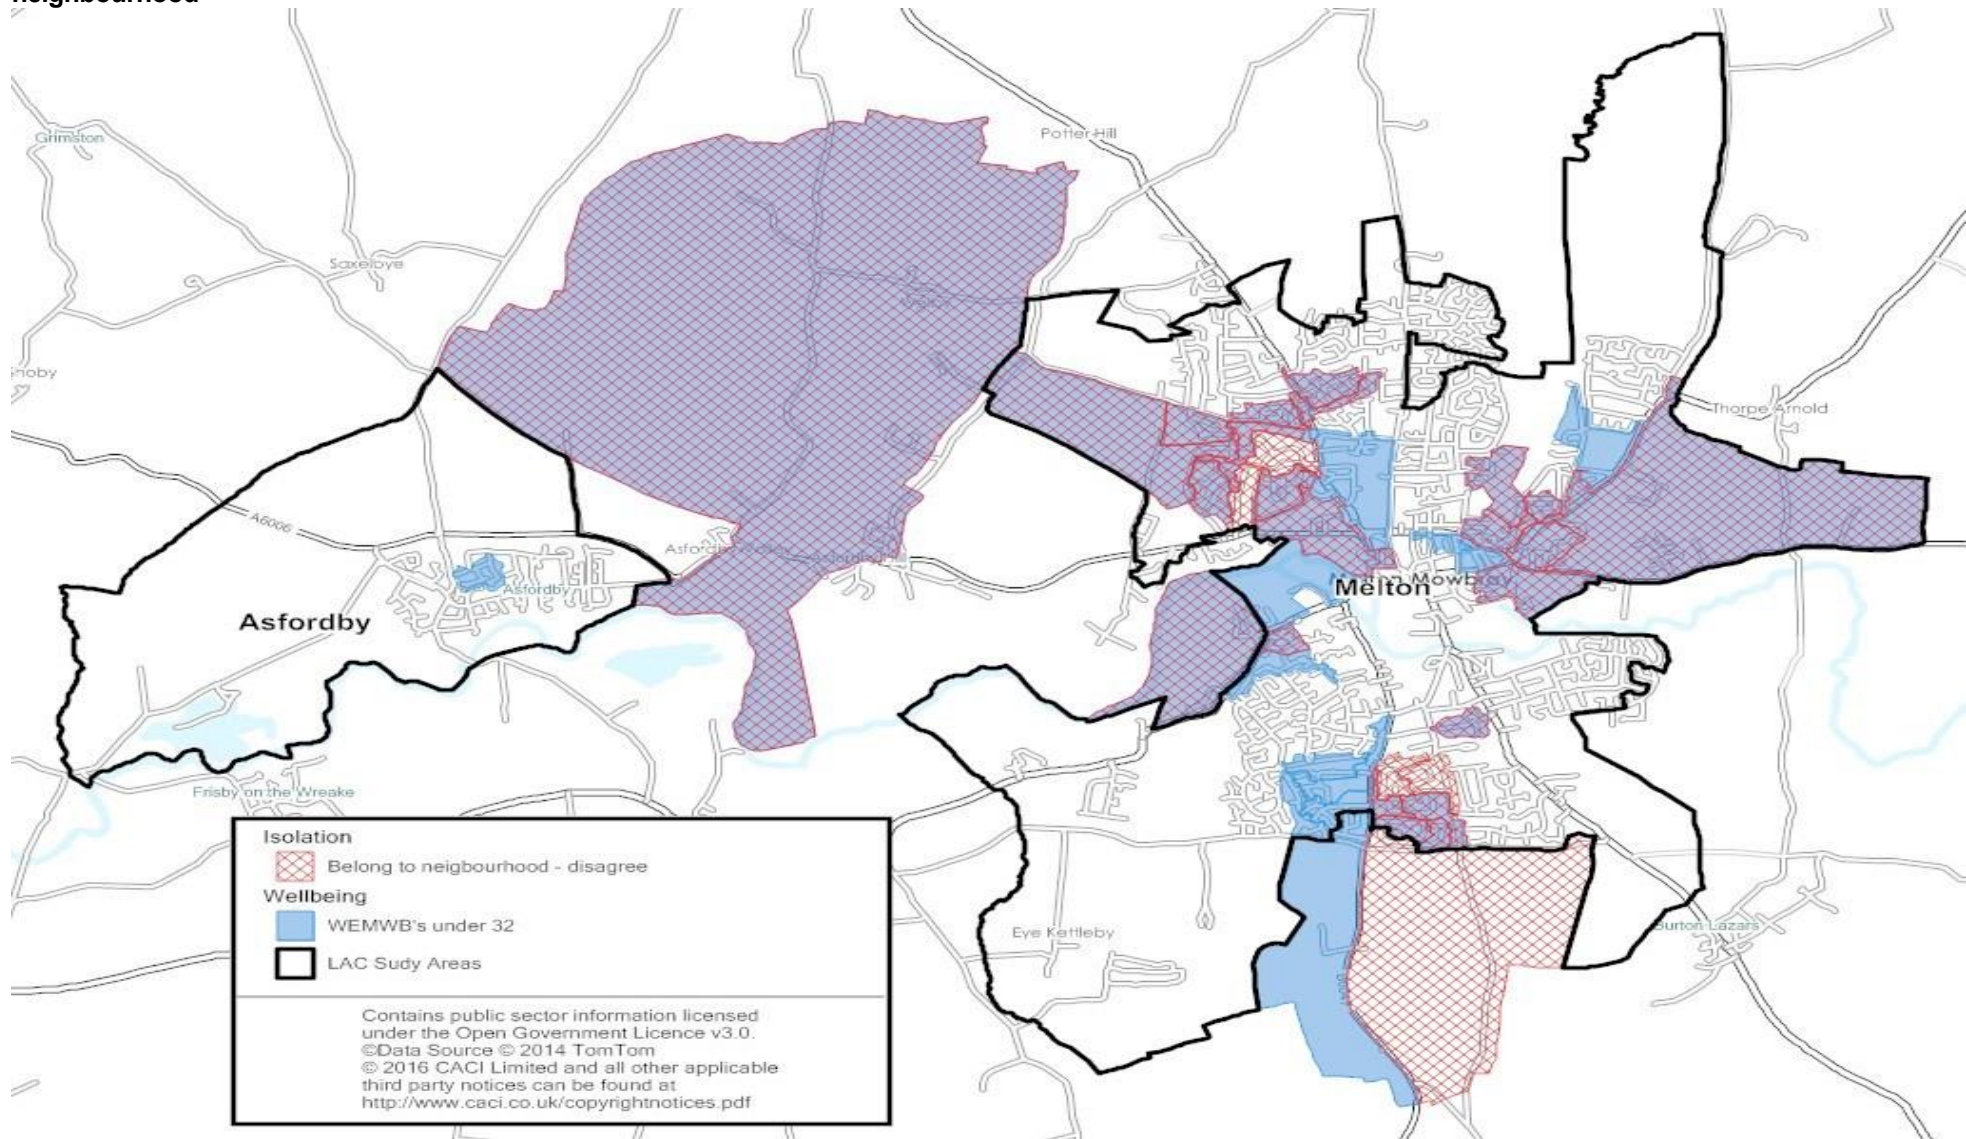 neighbourhood
Grimston
Potter Hill
Saxelbye
Thorpe Arnold
A6006
Asfordby
Asfordby
Melton Mowbray
Melton
Frisby on the Wreake
Isolation
Belong to neigbourhood - disagree
Wellbeing
WEMWB's under 32
LAC Sudy Areas
Eye Kettleby
Burton Lazars
Contains public sector information licensed
under the Open Government Licence v3.0.
©Data Source © 2014 TomTom
© 2016 CACI Limited and all other applicable
third party notices can be found at
http://www.caci.co.uk/copyrightnotices.pdf